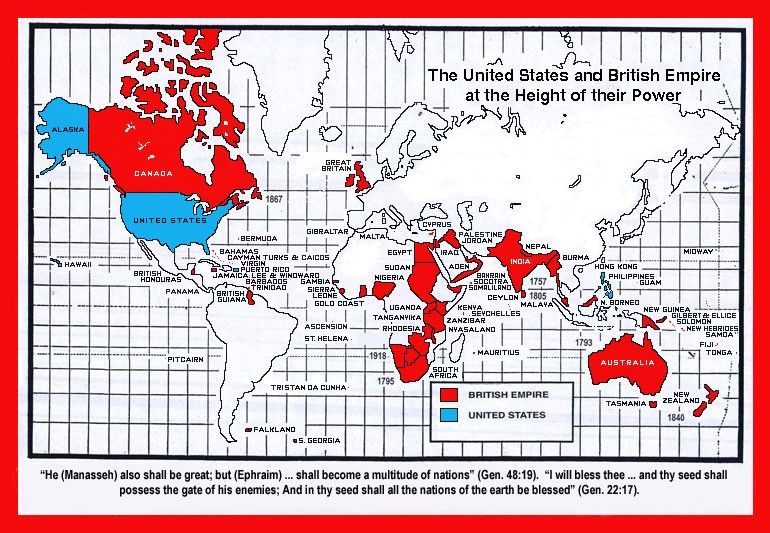 The United States and British Empire
at the Height of their Power
ALASKA
CANADA
GREAT
BRITAIN
1867
UNITED STATES
HAWAII
BERMUDA
BAHAMAS
CAYMAN TURKS & CAICOS
VIRGIN
PUERTO RICO
JAMAICA LEE & WINDWARD
BARBADOS
TRINIDAD
BRITISH
HONDURAS
PANAMA
BRITISH
GUIANA
GIBRALTAR
MALTA
CYPRUS
PALESTINE
JORDAN
IRAQ
EGYPT
ADEN
SUDAN
NIGERIA
GAMBIA
SIERRA
LEONE
GOLD COAST
BAHRAIN
SOCOTRA
SOMALILAND
NEPAL
INDIA
BURMA
1757
1805
CEYLON
MALAYA
HONG KONG
PHILIPPINES
GUAM
N. BORNEO
MIDWAY
UGANDA
KENYA
SEYCHELLES
TANGANYIKA
ZANZIBAR
RHODESIA
NYASALAND
NEW GUINEA
GILBERT & ELLICE
SOLOMON
NEW HEBRIDES
SAMOA
FIJI
TONGA
ASCENSION
ST. HELENA
PITCAIRN
1918
1795
MAURITIUS
SOUTH
AFRICA
1793
AUSTRALIA
TRISTAN DA CUNHA
TASMANIA
NEW
ZEALAND
1840
FALKLAND
S. GEORGIA
BRITISH EMPIRE
UNITED STATES
“He (Manasseh) also shall be great; but (Ephraim) ... shall become a multitude of nations” (Gen. 48:19).  “I will bless thee ... and thy seed shall
possess the gate of his enemies; And in thy seed shall all the nations of the earth be blessed” (Gen. 22:17).